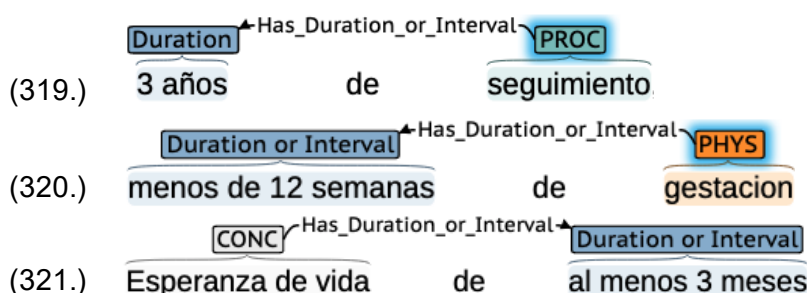 Duration Has_Duration_or_Interval PROC
(319.) 3 años de seguimiento
Duration or Interval Has_Duration_or_Interval PHYS
(320.) menos de 12 semanas de gestacion
CONC Has_Duration_or_Interval Duration or Interval
(321.) Esperanza de vida de al menos 3 meses